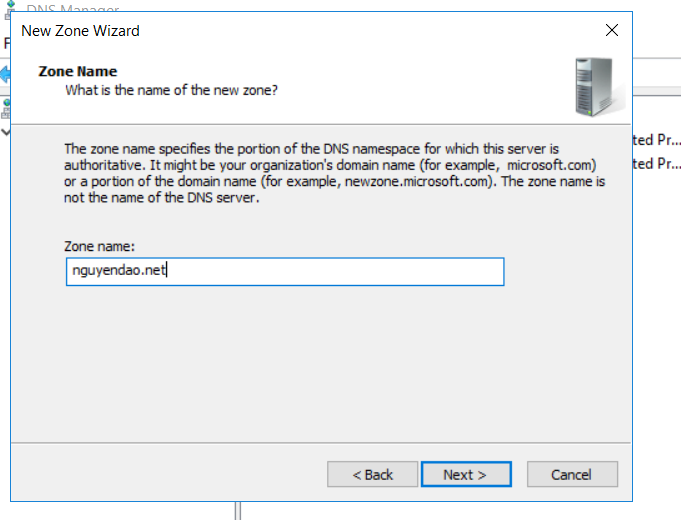 DNS Manager
New Zone Wizard
Zone Name
What is the name of the new zone?
The zone name specifies the portion of the DNS namespace for which this server is
authoritative. It might be your organization's domain name (for example, microsoft.com)
or a portion of the domain name (for example, newzone.microsoft.com). The zone name is
not the name of the DNS server.
ted Pr...
ted Pr...
Zone name:
nguyendao.net
< Back
Next >
Cancel